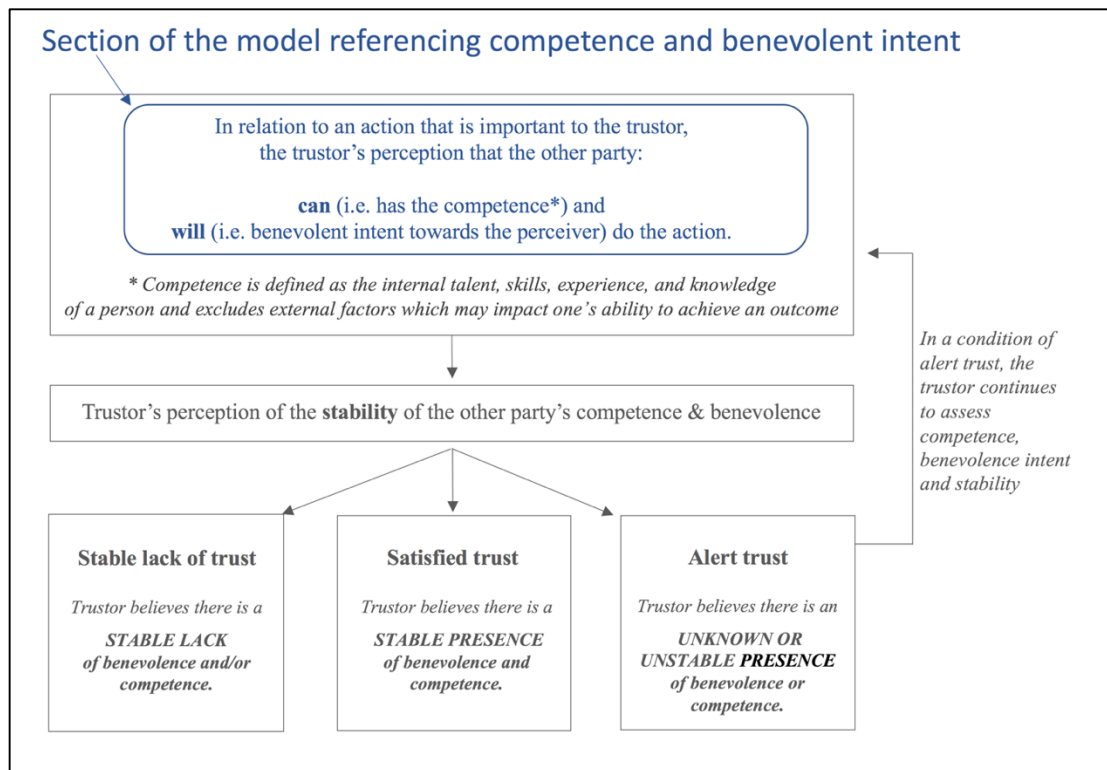 Section of the model referencing competence and benevolent intent
In relation to an action that is important to the trustor,
the trustor’s perception that the other party:
can (i.e. has the competence*) and
will (i.e. benevolent intent towards the perceiver) do the action.
* Competence is defined as the internal talent, skills, experience, and knowledge
of a person and excludes external factors which may impact one’s ability to achieve an outcome
Trustor’s perception of the stability of the other party’s competence & benevolence
In a condition of
alert trust, the
trustor continues
to assess
competence,
benevolence intent
and stability
Stable lack of trust
Trustor believes there is a
STABLE LACK
of benevolence and/or
competence.
Satisfied trust
Trustor believes there is a
STABLE PRESENCE
of benevolence and
competence.
Alert trust
Trustor believes there is an
UNKNOWN OR
UNSTABLE PRESENCE
of benevolence or
competence.